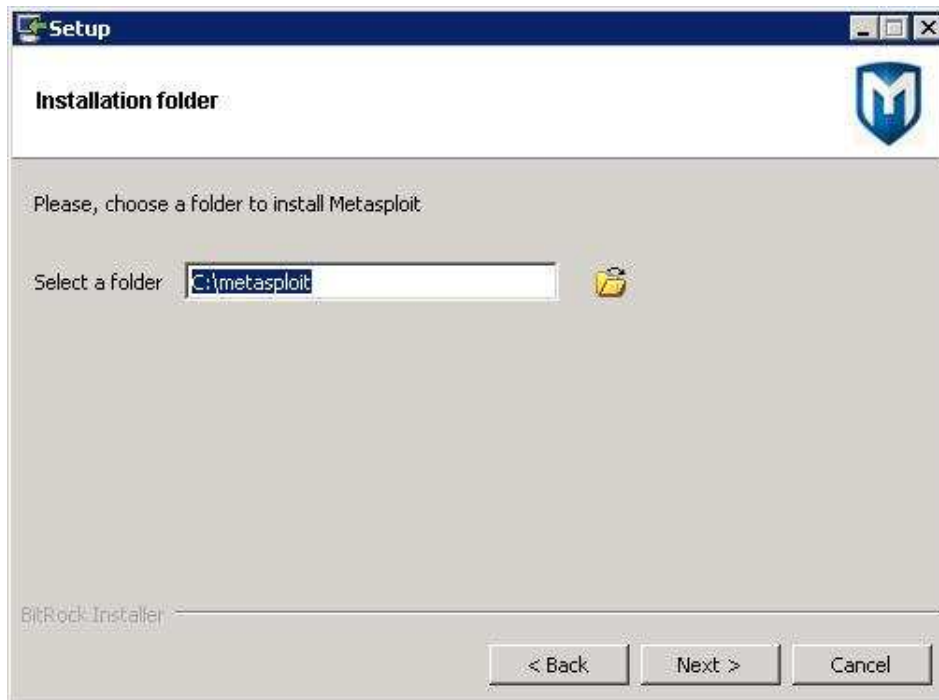 Setup
Installation folder
Please, choose a folder to install Metasploit
Select a folder C:\metasploit
BitRock Installer
< Back Next > Cancel